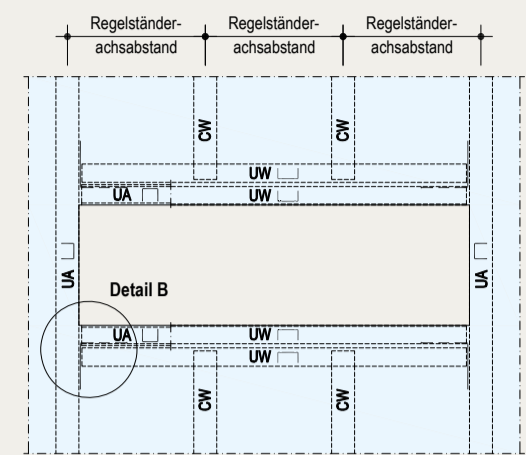 Regelständer- Regelständer- Regelständer-
achsabstand achsabstand achsabstand
CW CW
UW
UA UW
UA UA
Detail B
UA UW
UW
CW CW